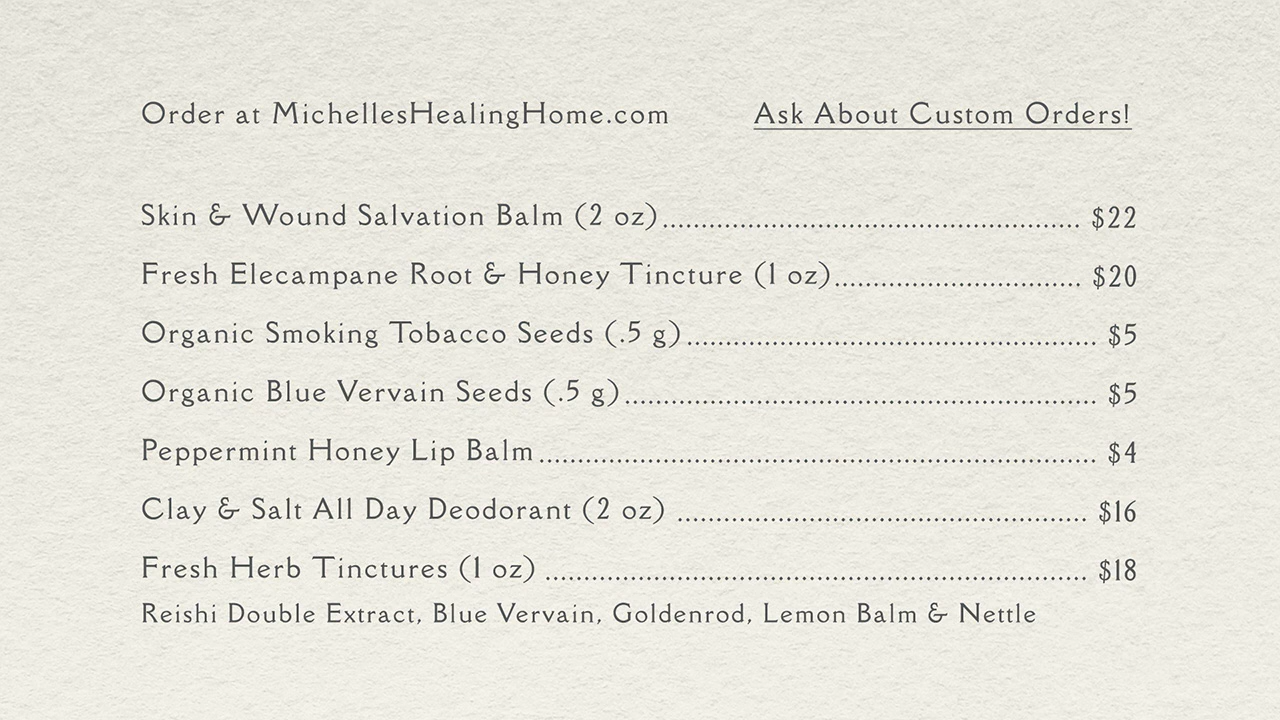 Order at MichellesHealingHome.com Ask About Custom Orders!
Skin & Wound Salvation Balm (2 oz)........................................................ $22
Fresh Elecampane Root & Honey Tincture (1 oz)................................. $20
Organic Smoking Tobacco Seeds (.5 g)....................................................... $5
Organic Blue Vervain Seeds (.5 g)............................................................... $5
Peppermint Honey Lip Balm.......................................................................... $4
Clay & Salt All Day Deodorant (2 oz) ....................................................... $16
Fresh Herb Tinctures (1 oz) ......................................................................... $18
Reishi Double Extract, Blue Vervain, Goldenrod, Lemon Balm & Nettle